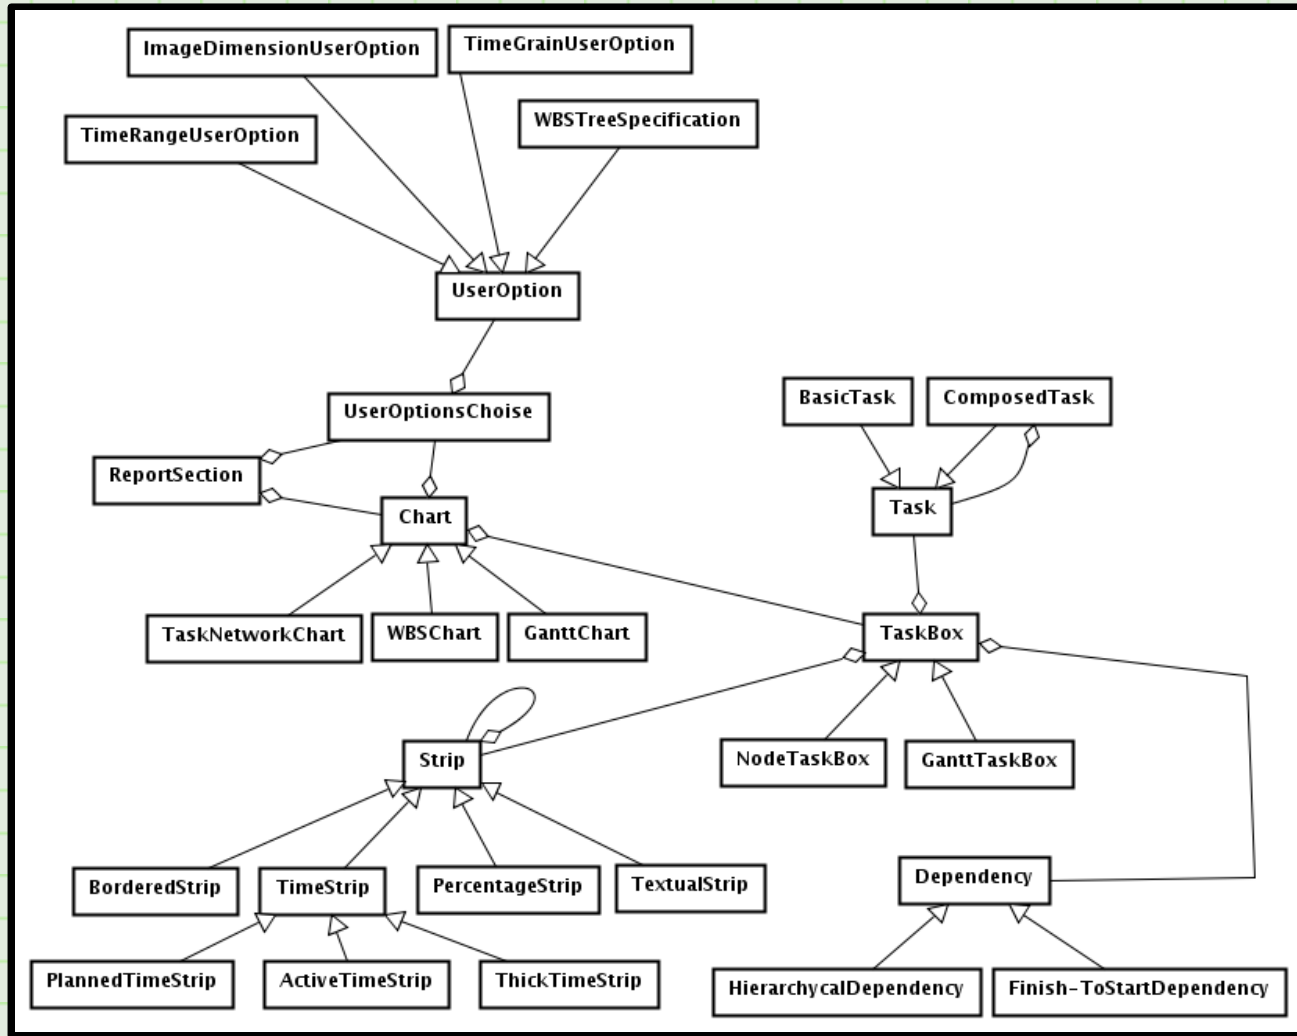 ImageDimensionUserOption
TimeGrainUserOption
WBSTreeSpecification
TimeRangeUserOption
UserOption
UserOptionsChoise
BasicTask
ComposedTask
ReportSection
Chart
Task
TaskNetworkChart
WBSChart
GanttChart
TaskBox
Strip
NodeTaskBox
GanttTaskBox
BorderedStrip
TimeStrip
PercentageStrip
TextualStrip
Dependency
PlannedTimeStrip
ActiveTimeStrip
ThickTimeStrip
HierarchycalDependency
Finish-ToStartDependency